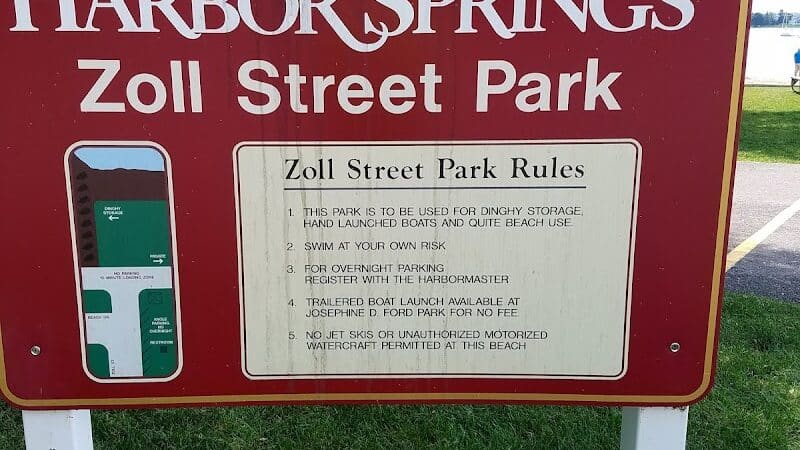 HARBOR SPRINGS
Zoll Street Park
DINGHY
STORAGE
PRIVATE
NO PARKING
15 MINUTE LOADING ZONE
BEACH DR.
ANGLE
PARKING
NO
OVERNIGHT
RESTROOM
Zoll Street Park Rules
1. THIS PARK IS TO BE USED FOR DINGHY STORAGE,
HAND LAUNCHED BOATS AND QUITE BEACH USE.
2. SWIM AT YOUR OWN RISK
3. FOR OVERNIGHT PARKING
REGISTER WITH THE HARBORMASTER
4. TRAILERED BOAT LAUNCH AVAILABLE AT
JOSEPHINE D. FORD PARK FOR NO FEE
5. NO JET SKIS OR UNAUTHORIZED MOTORIZED
WATERCRAFT PERMITTED AT THIS BEACH